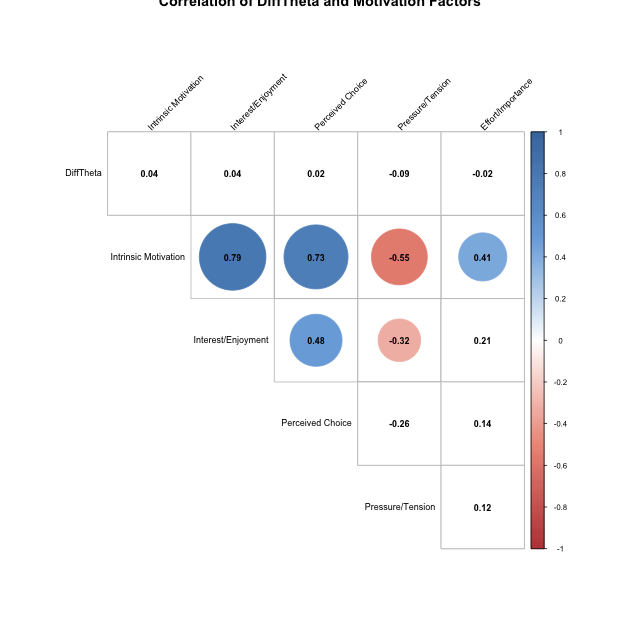 Correlation of DiffTheta and Motivation Factors
Intrinsic Motivation
Interest/Enjoyment
Perceived Choice
Pressure/Tension
Effort/Importance
DiffTheta 0.04 0.04 0.02 -0.09 -0.02
Intrinsic Motivation 0.79 0.73 -0.55 0.41
Interest/Enjoyment 0.48 -0.32 0.21
Perceived Choice -0.26 0.14
Pressure/Tension 0.12
1
0.8
0.6
0.4
0.2
0
-0.2
-0.4
-0.6
-0.8
-1